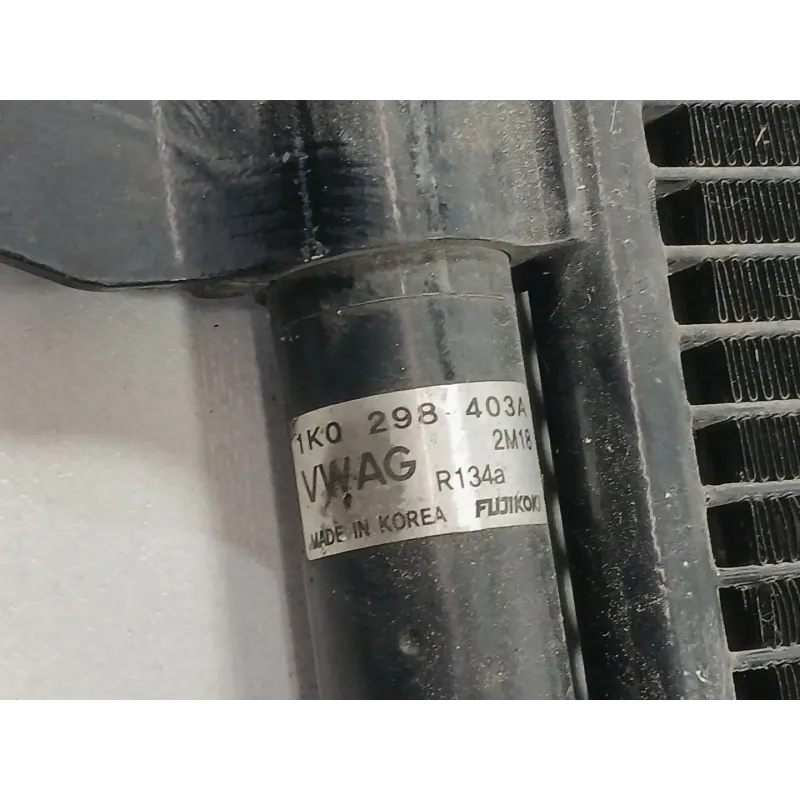 1K0 298 403A
2M18
VWAG R134a
MADE IN KOREA FUJIKOKI